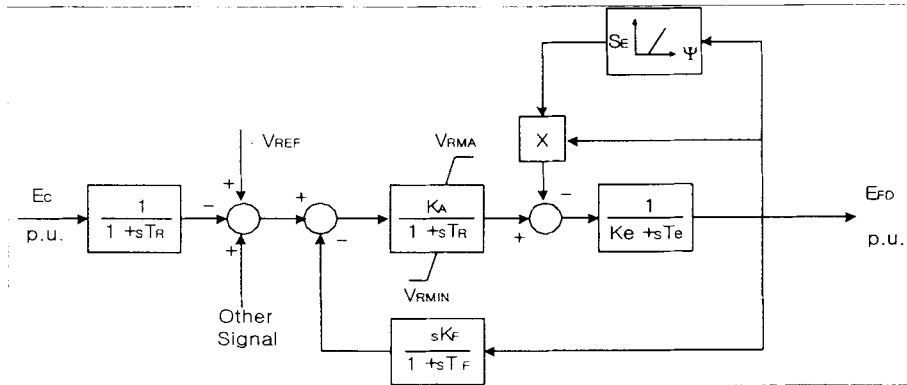 SE
Ψ
X
VREF
VRMA
+
+
−
+
−
+
−
EC
p.u.
1
1 +sTR
KA
1 +sTR
+
1
Ke +sTe
EFD
p.u.
VRMIN
Other
Signal
sKF
1 +sTF